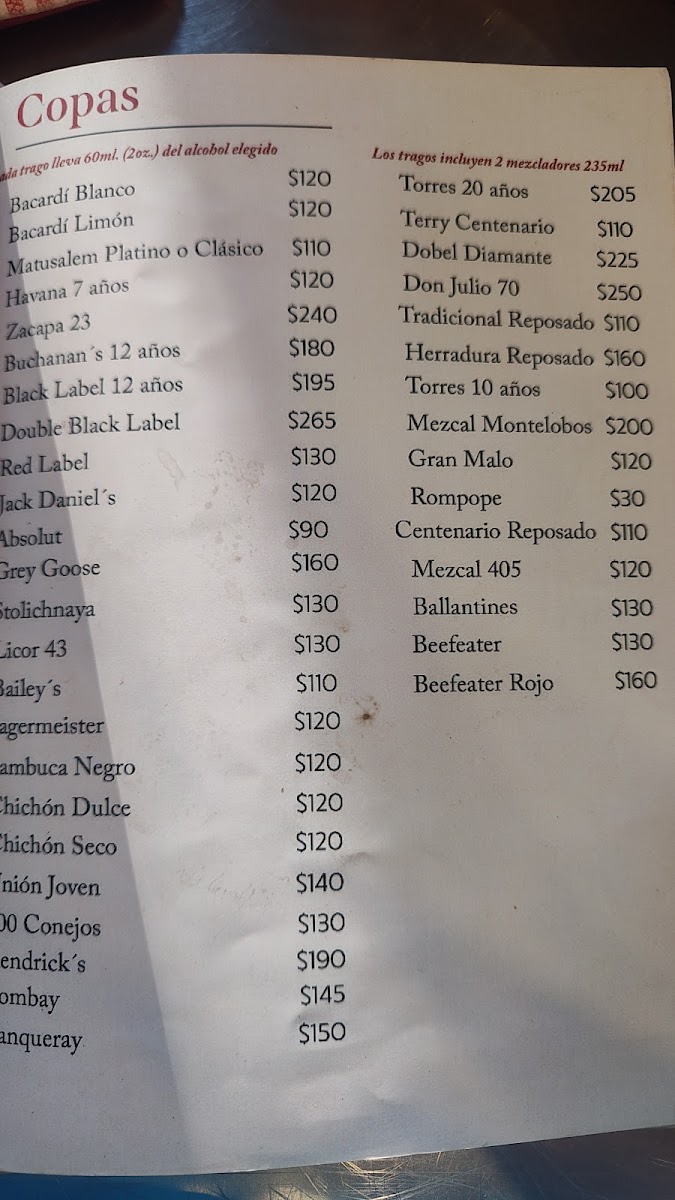 Copas
ada trago lleva 60ml. (2oz.) del alcohol elegido
Bacardí Blanco $120
Bacardí Limón $120
Matusalem Platino o Clásico $110
Havana 7 años $120
Zacapa 23 $240
Buchanan´s 12 años $180
Black Label 12 años $195
Double Black Label $265
Red Label $130
Jack Daniel´s $120
Absolut $90
Grey Goose $160
Stolichnaya $130
Licor 43 $130
Bailey´s $110
agermeister $120
ambuca Negro $120
Chichón Dulce $120
Chichón Seco $120
nión Joven $140
00 Conejos $130
endrick´s $190
ombay $145
anqueray $150
Los tragos incluyen 2 mezcladores 235ml
Torres 20 años $205
Terry Centenario $110
Dobel Diamante $225
Don Julio 70 $250
Tradicional Reposado $110
Herradura Reposado $160
Torres 10 años $100
Mezcal Montelobos $200
Gran Malo $120
Rompope $30
Centenario Reposado $110
Mezcal 405 $120
Ballantines $130
Beefeater $130
Beefeater Rojo $160